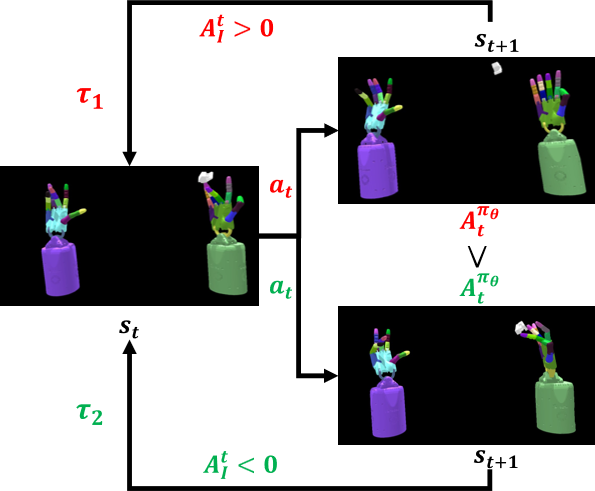 A_I^t > 0
s_{t+1}
τ_1
a_t
A_t^{π_θ}
∨
a_t
A_t^{π_θ}
s_t
τ_2
s_{t+1}
A_I^t < 0